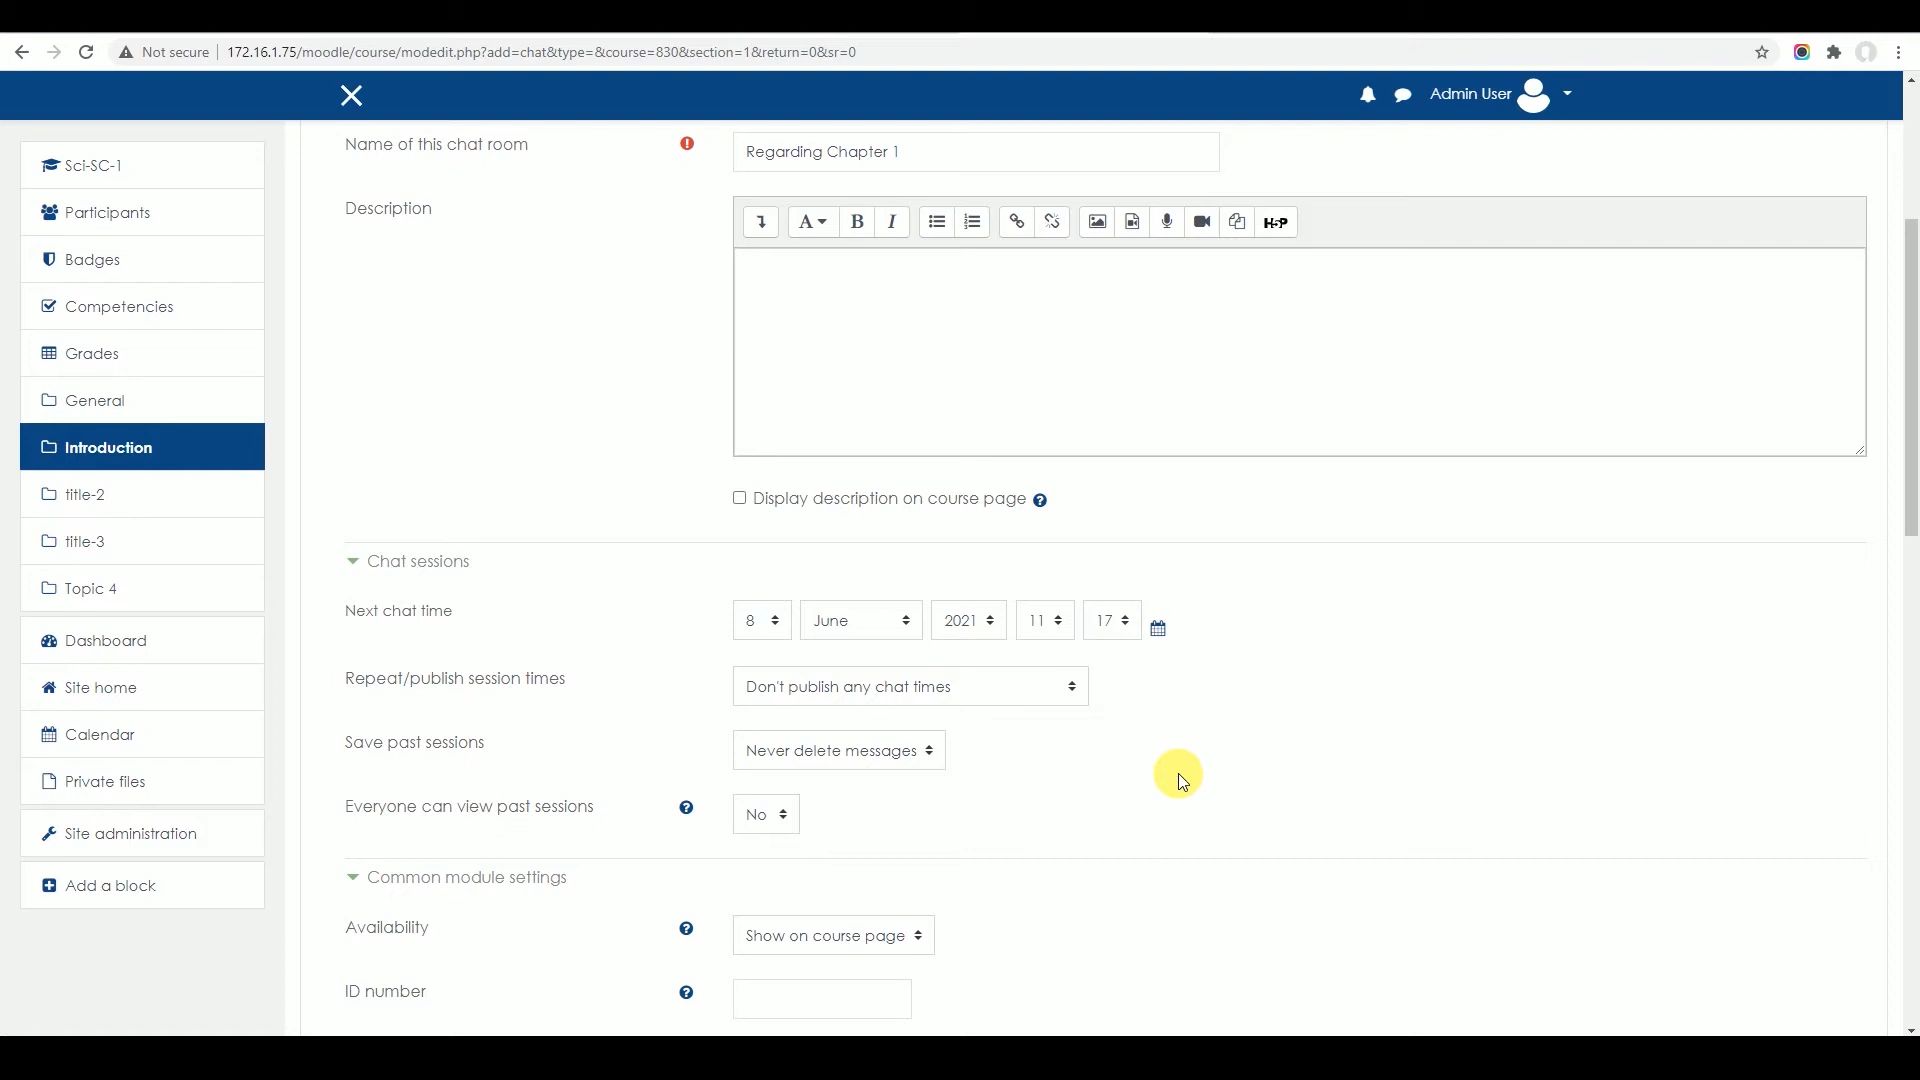 Not secure 172.16.1.75/moodle/course/modedit.php?add=chat&type=&course=830&section=1&return=0&sr=0
Admin User
Sci-SC-1
Participants
Badges
Competencies
Grades
General
Introduction
title-2
title-3
Topic 4
Dashboard
Site home
Calendar
Private files
Site administration
Add a block
Name of this chat room
Regarding Chapter 1
Description
A B I
H5P
Display description on course page
Chat sessions
Next chat time
8 June 2021 11 17
Repeat/publish session times
Don't publish any chat times
Save past sessions
Never delete messages
Everyone can view past sessions
No
Common module settings
Availability
Show on course page
ID number